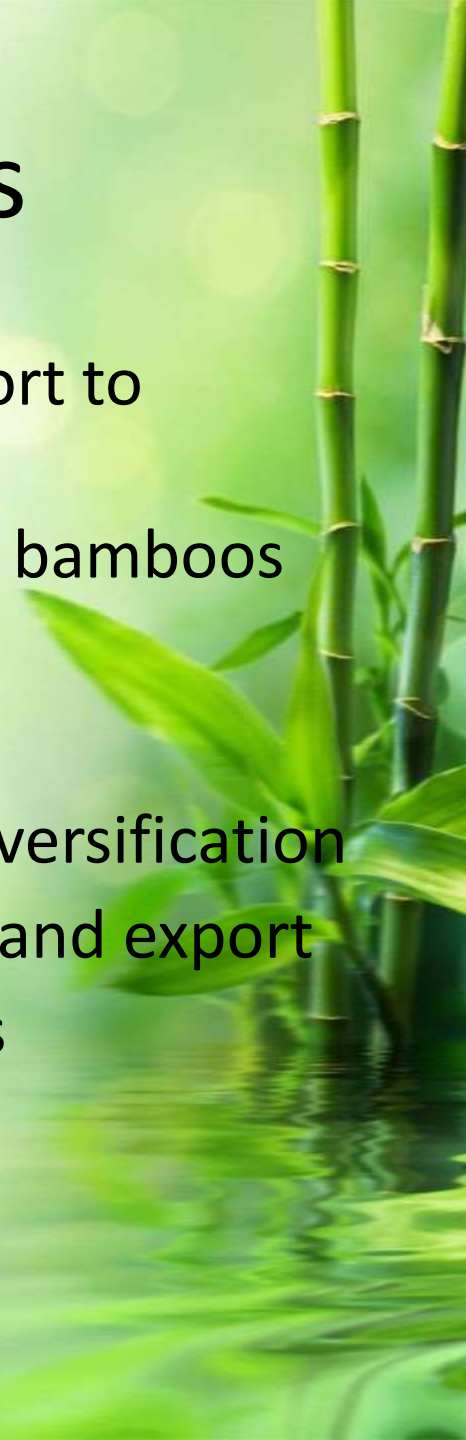 s
ort to
bamboos
versification
and export
s